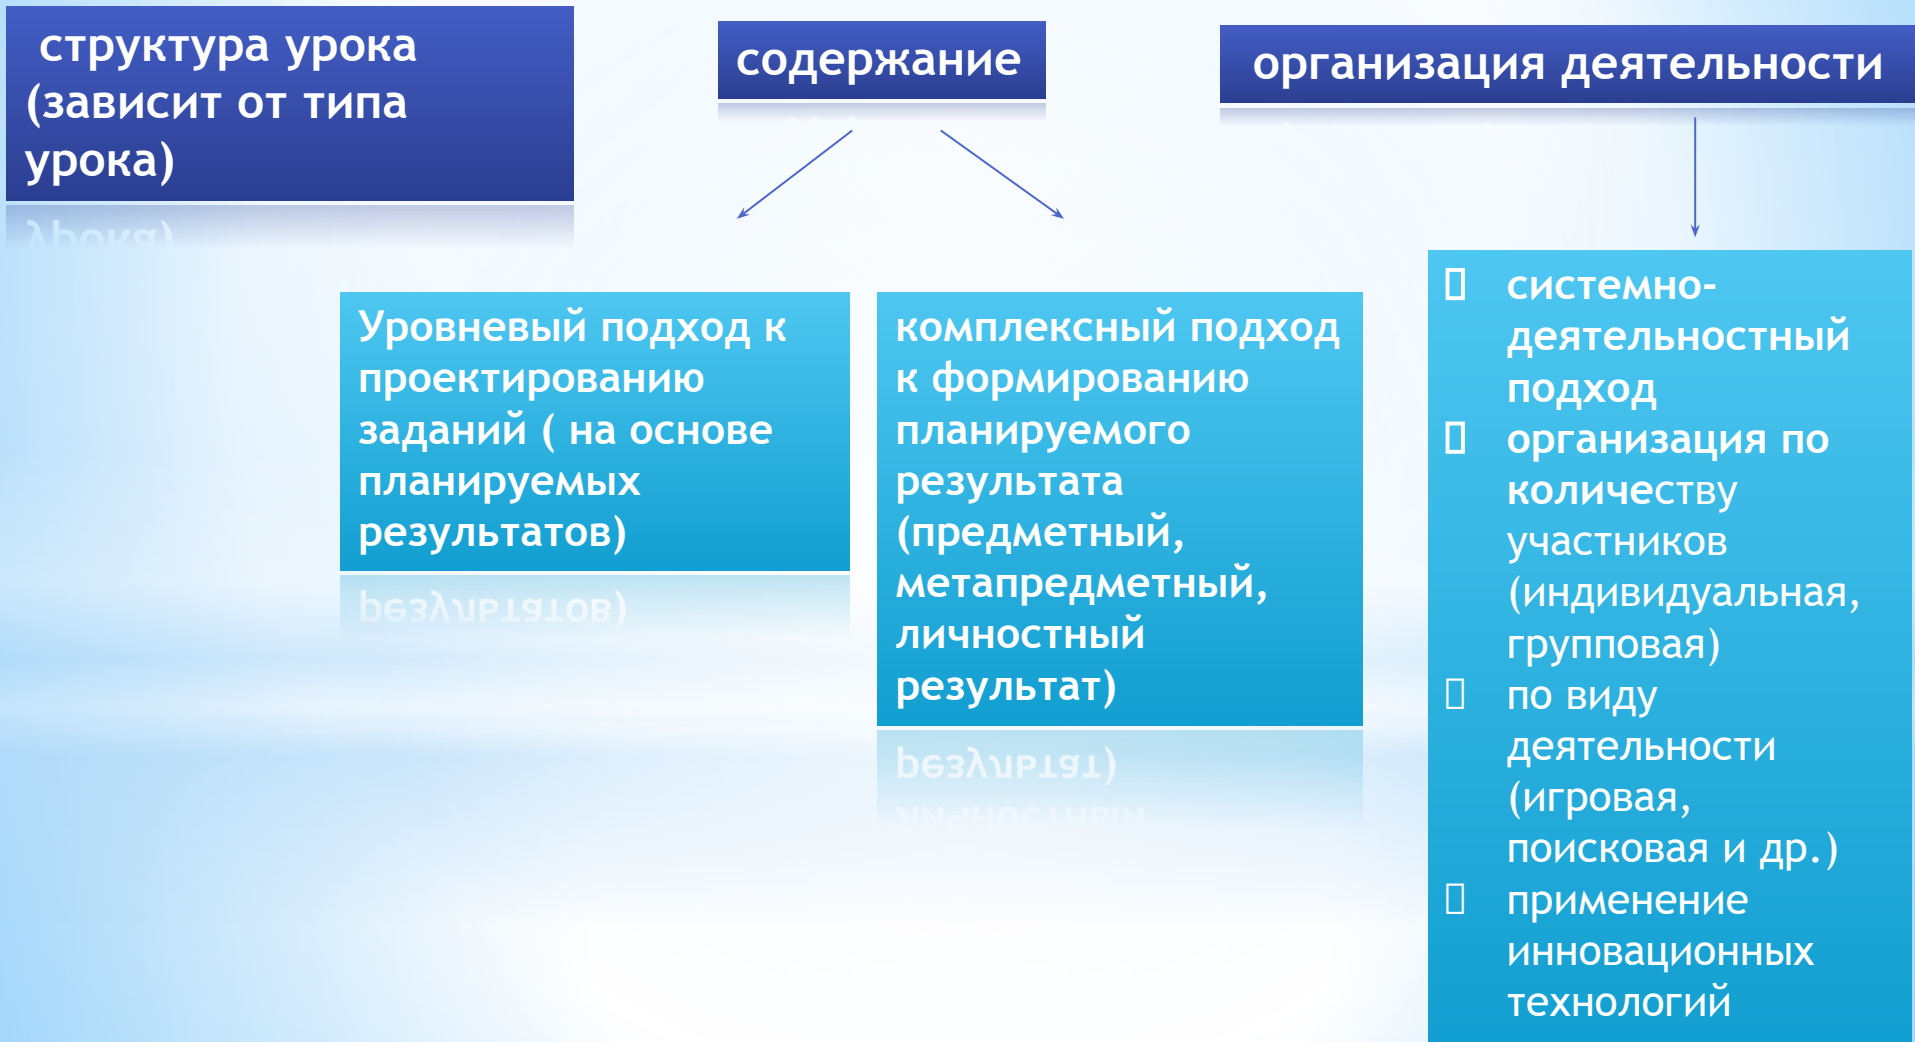 структура урока
(зависит от типа
урока)
содержание
организация деятельности
Уровневый подход к
проектированию
заданий ( на основе
планируемых
результатов)
комплексный подход
к формированию
планируемого
результата
(предметный,
метапредметный,
личностный
результат)
системно-
деятельностный
подход
организация по
количеству
участников
(индивидуальная,
групповая)
по виду
деятельности
(игровая,
поисковая и др.)
применение
инновационных
технологий